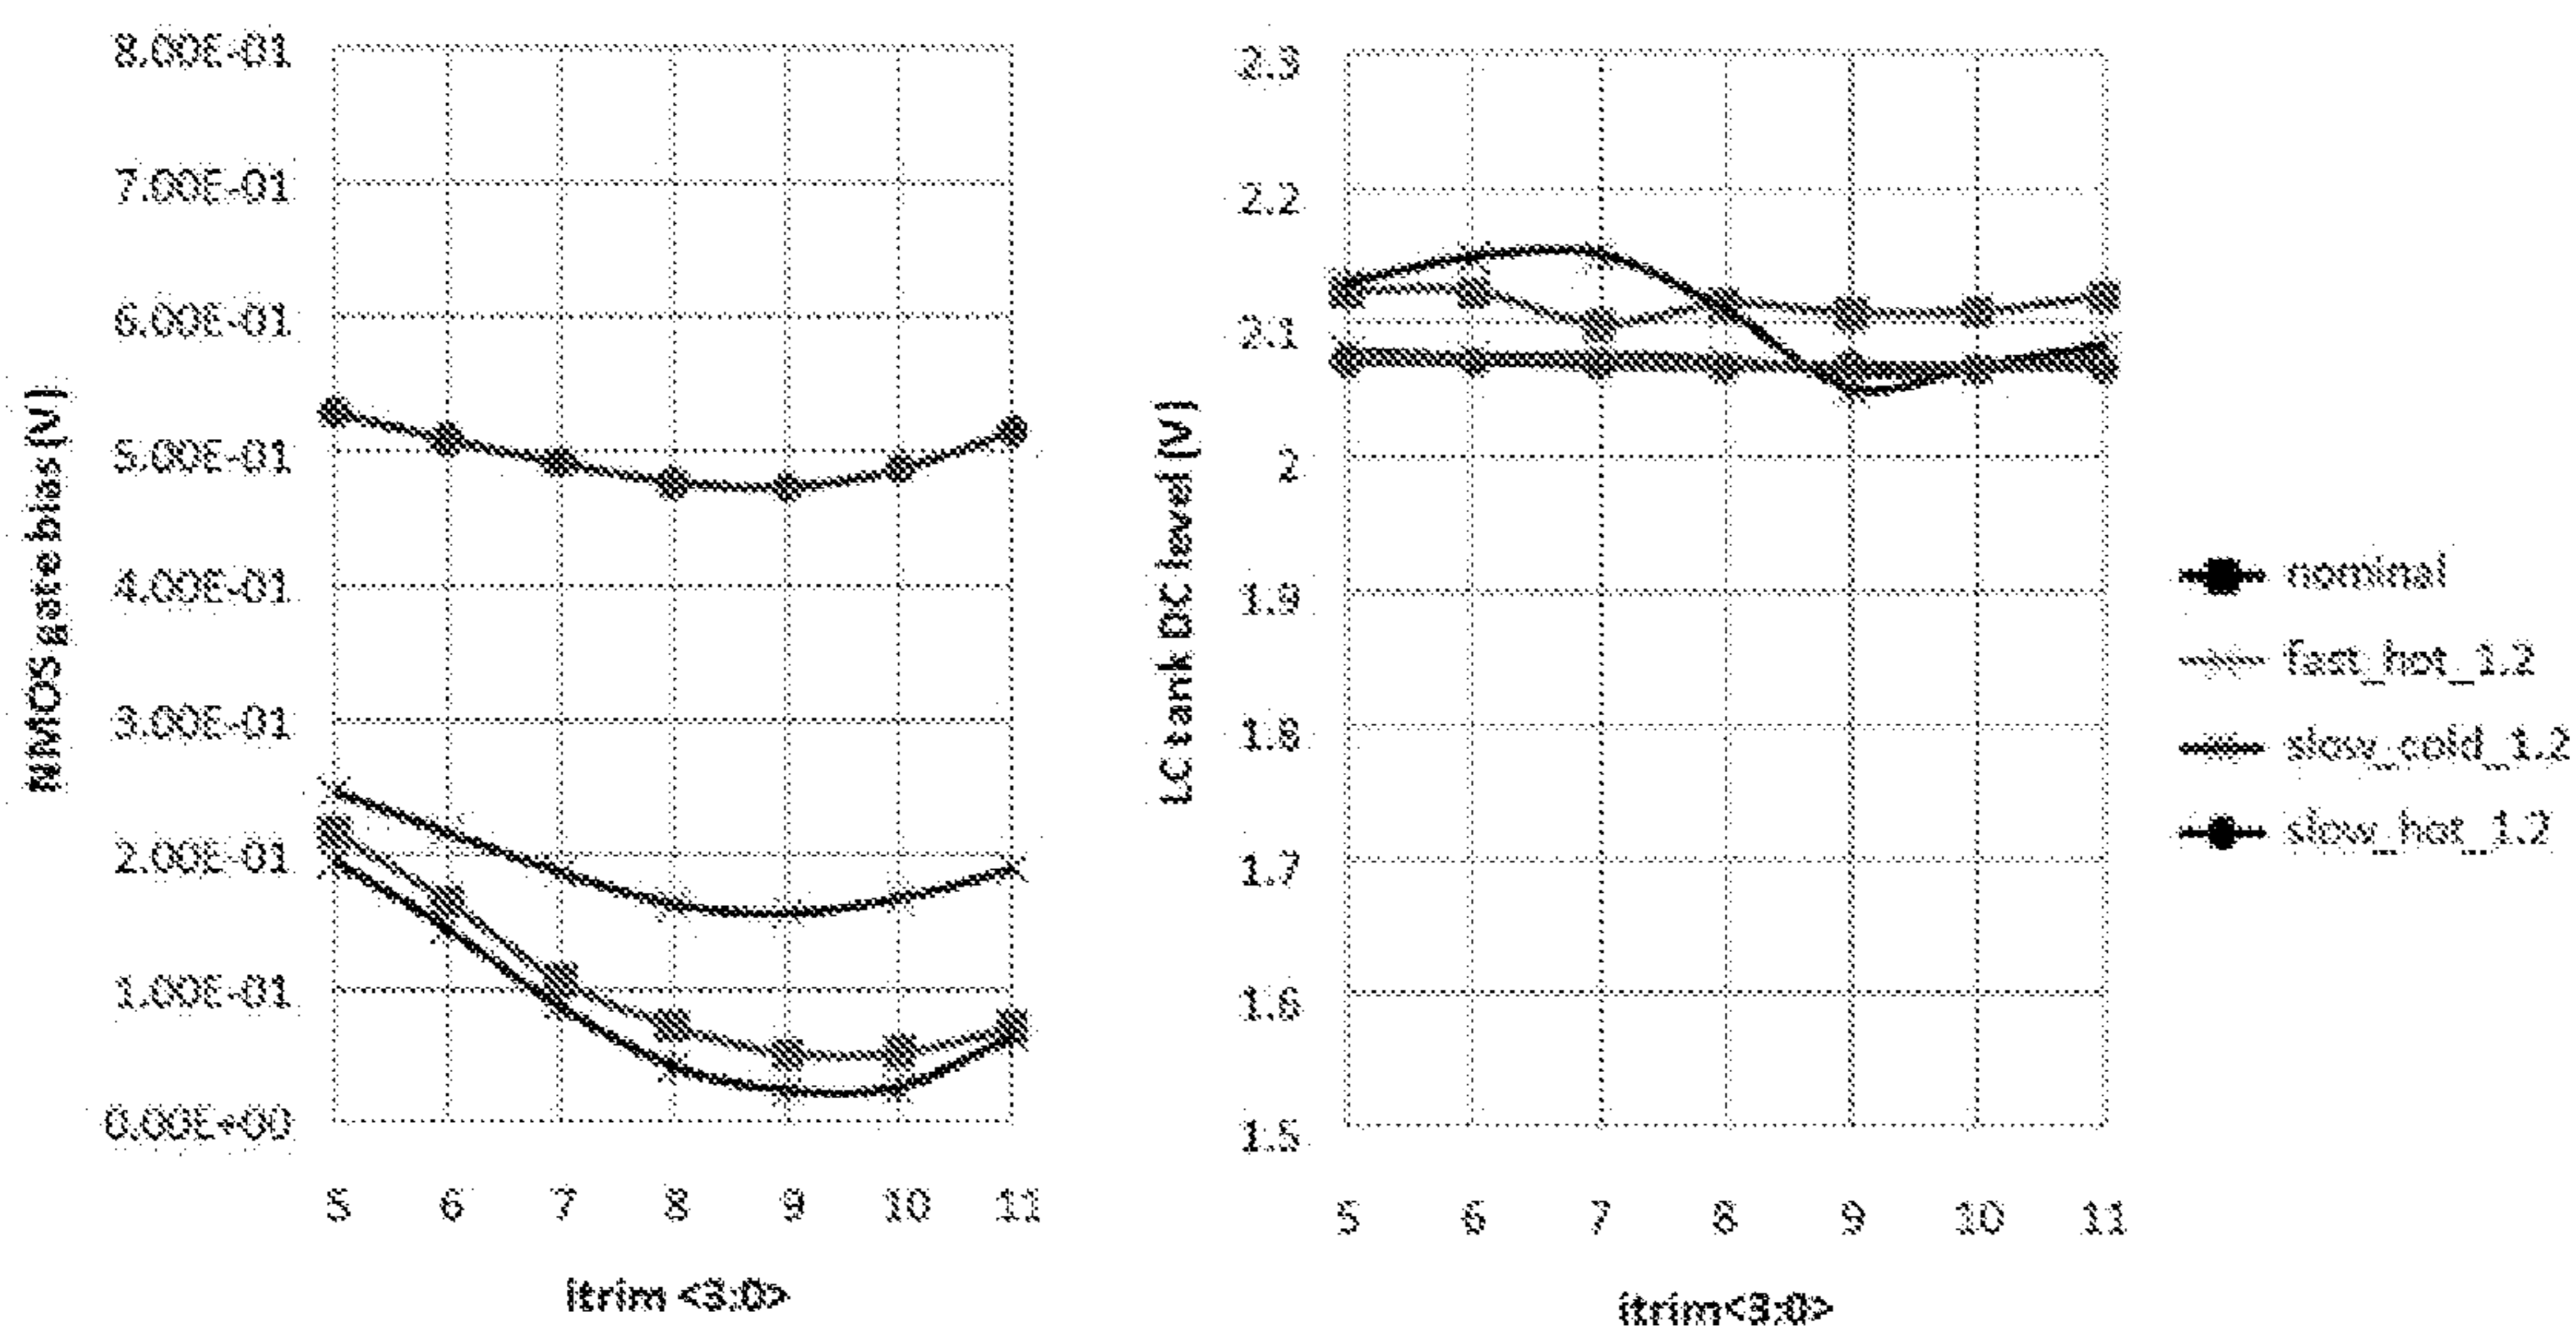 8.00E-01
7.00E-01
6.00E-01
5.00E-01
4.00E-01
3.00E-01
2.00E-01
1.00E-01
0.00E+00
NMOS gate bias (V)
5 6 7 8 9 10 11
itrim <3:0>
2.3
2.2
2.1
2
1.9
1.8
1.7
1.6
1.5
LC tank DC level (V)
5 6 7 8 9 10 11
itrim<3:0>
nominal
fast_hot_1.2
slow_cold_1.2
slow_hot_1.2